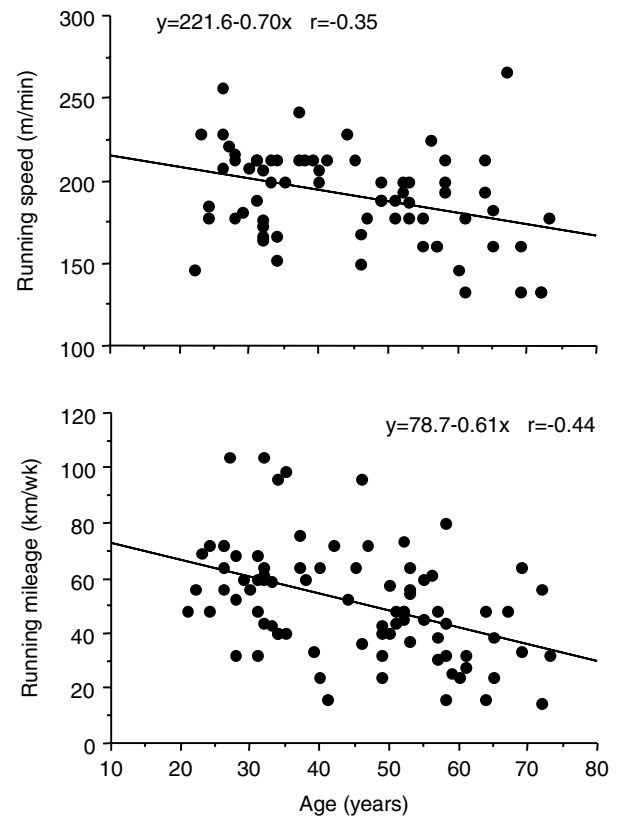 y=221.6-0.70x r=-0.35
300
250
200
150
100
Running speed (m/min)
y=78.7-0.61x r=-0.44
120
100
80
60
40
20
0
Running mileage (km/wk)
10 20 30 40 50 60 70 80
Age (years)